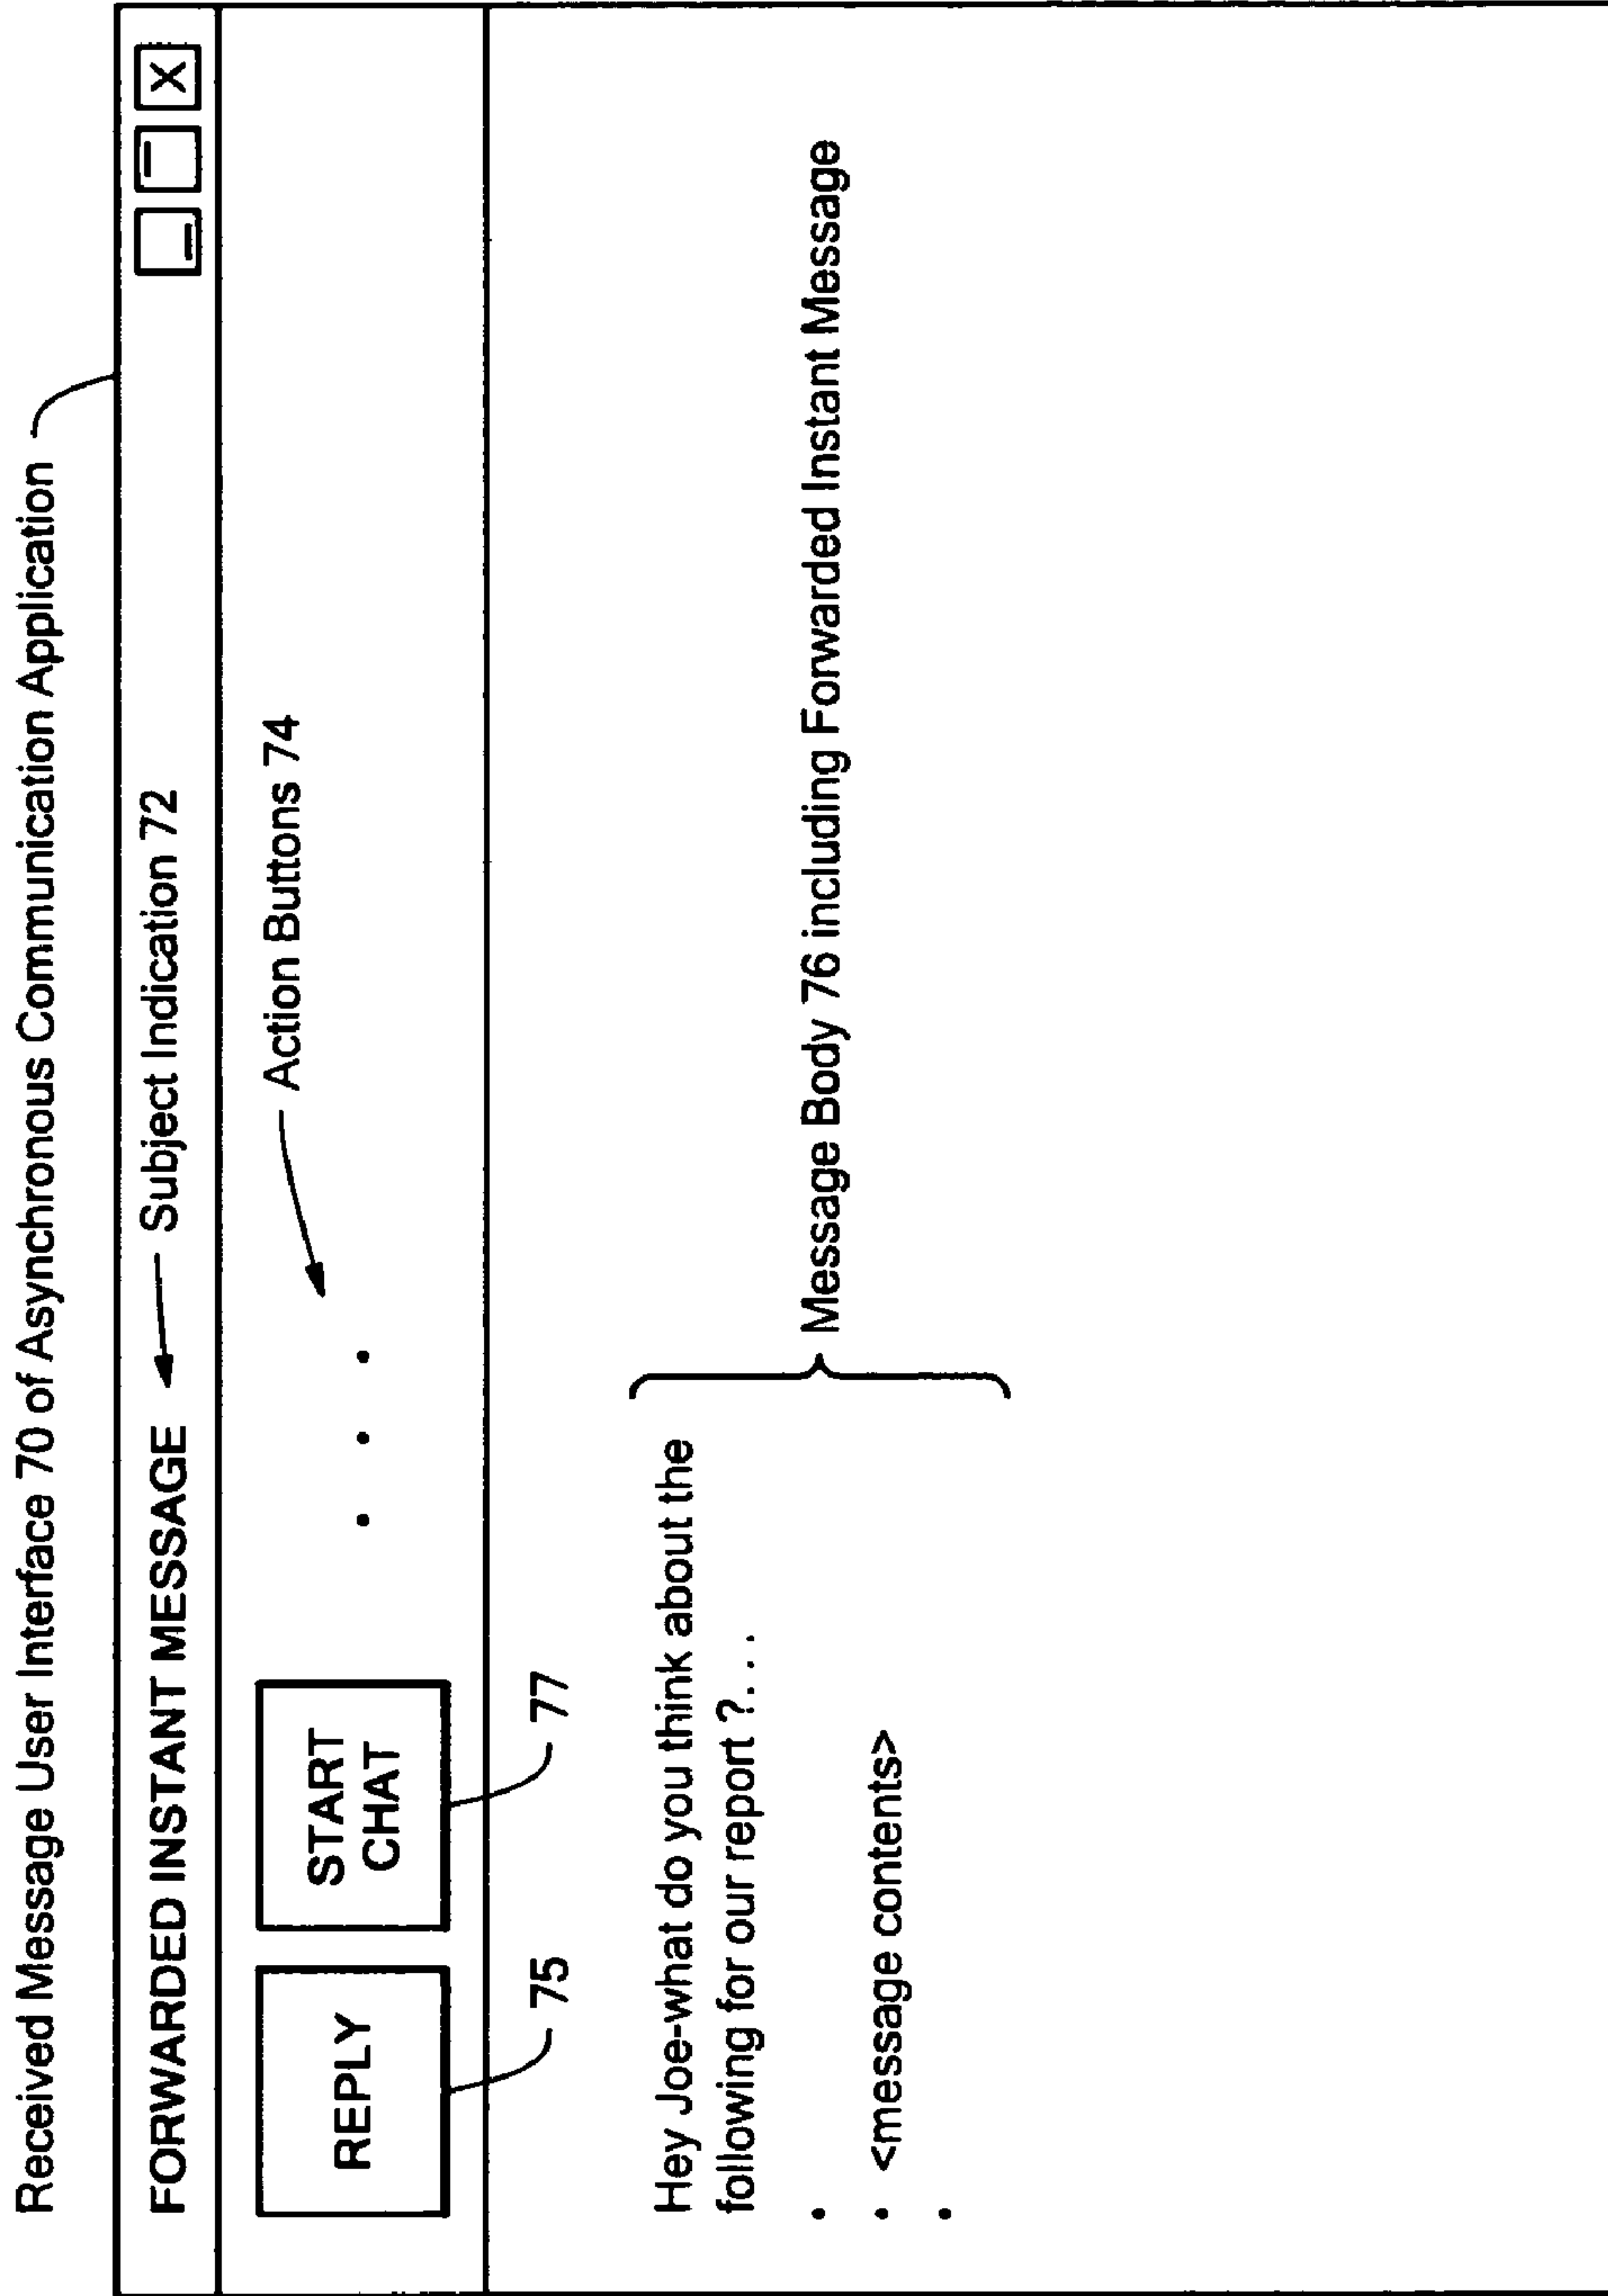 Received Message User Interface 70 of Asynchronous Communication Application
FORWARDED INSTANT MESSAGE
Subject Indication 72
X
REPLY
START
CHAT
. . .
Action Buttons 74
75
77
Hey Joe-what do you think about the
following for our report ?. . . .
<message contents>
Message Body 76 including Forwarded Instant Message